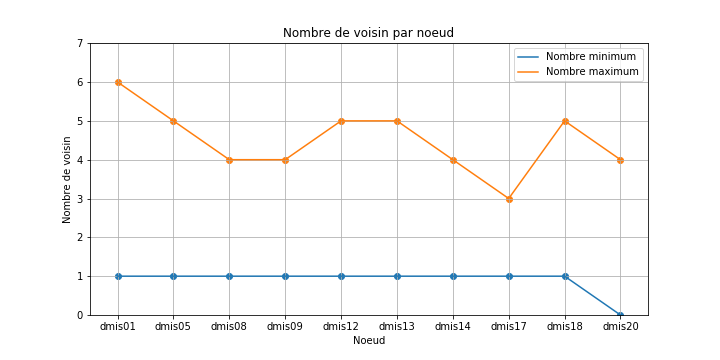 Nombre de voisin par noeud
Nombre minimum
Nombre maximum
7
6
5
4
3
2
1
0
Nombre de voisin
dmis01 dmis05 dmis08 dmis09 dmis12 dmis13 dmis14 dmis17 dmis18 dmis20
Noeud